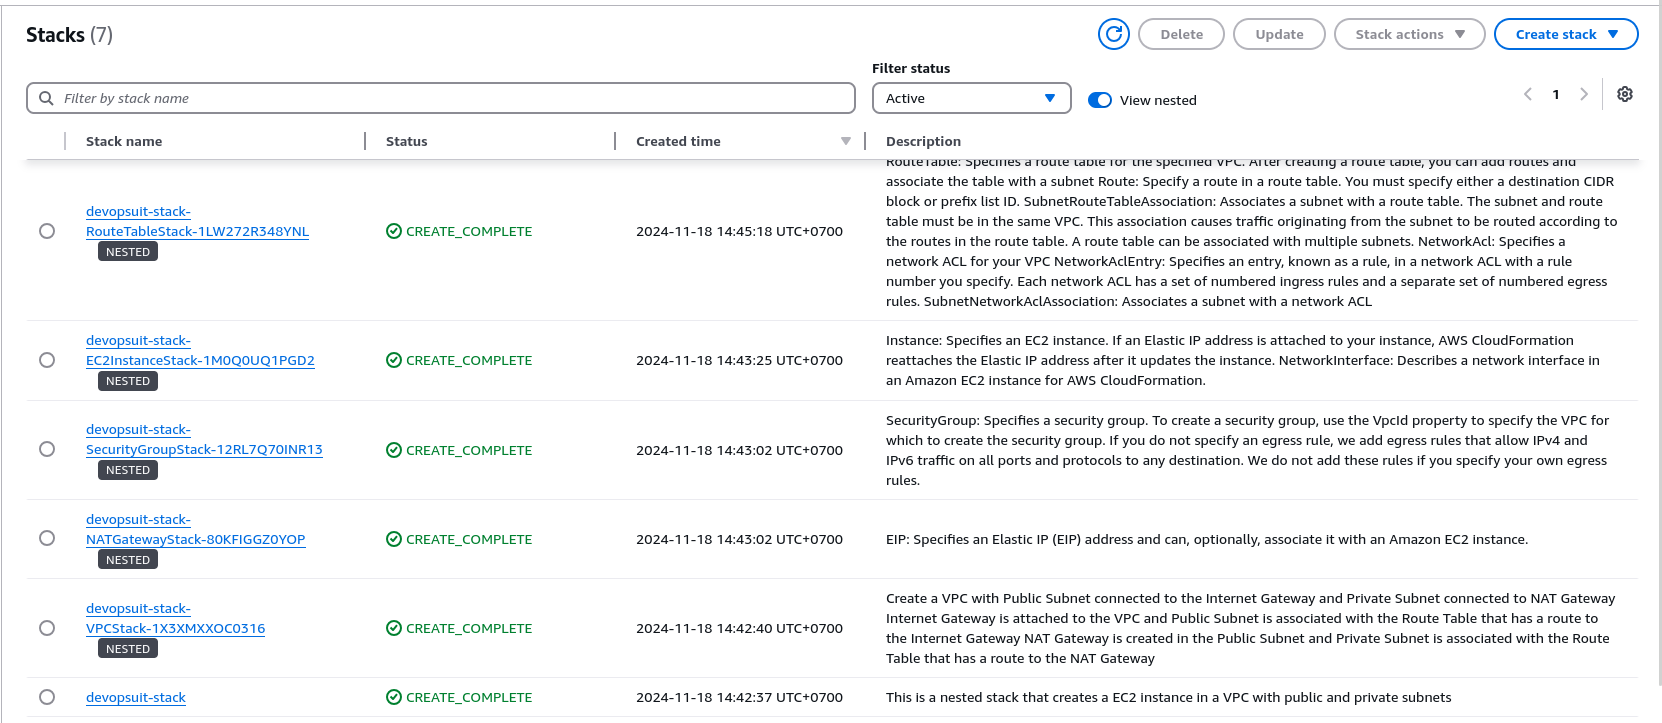 Stacks (7)
Delete
Update
Stack actions
Create stack
Filter by stack name
Filter status
Active
View nested
1
Stack name
Status
Created time
Description
devopsuit-stack-
RouteTableStack-1LW272R348YNL
NESTED
CREATE_COMPLETE
2024-11-18 14:45:18 UTC+0700
RouteTable: Specifies a route table for the specified VPC. After creating a route table, you can add routes and
associate the table with a subnet Route: Specify a route in a route table. You must specify either a destination CIDR
block or prefix list ID. SubnetRouteTableAssociation: Associates a subnet with a route table. The subnet and route
table must be in the same VPC. This association causes traffic originating from the subnet to be routed according to
the routes in the route table. A route table can be associated with multiple subnets. NetworkAcl: Specifies a
network ACL for your VPC NetworkAclEntry: Specifies an entry, known as a rule, in a network ACL with a rule
number you specify. Each network ACL has a set of numbered ingress rules and a separate set of numbered egress
rules. SubnetNetworkAclAssociation: Associates a subnet with a network ACL
devopsuit-stack-
EC2InstanceStack-1M0Q0UQ1PGD2
NESTED
CREATE_COMPLETE
2024-11-18 14:43:25 UTC+0700
Instance: Specifies an EC2 instance. If an Elastic IP address is attached to your instance, AWS CloudFormation
reattaches the Elastic IP address after it updates the instance. NetworkInterface: Describes a network interface in
an Amazon EC2 instance for AWS CloudFormation.
devopsuit-stack-
SecurityGroupStack-12RL7Q70INR13
NESTED
CREATE_COMPLETE
2024-11-18 14:43:02 UTC+0700
SecurityGroup: Specifies a security group. To create a security group, use the VpcId property to specify the VPC for
which to create the security group. If you do not specify an egress rule, we add egress rules that allow IPv4 and
IPv6 traffic on all ports and protocols to any destination. We do not add these rules if you specify your own egress
rules.
devopsuit-stack-
NATGatewayStack-80KFIGGZ0YOP
NESTED
CREATE_COMPLETE
2024-11-18 14:43:02 UTC+0700
EIP: Specifies an Elastic IP (EIP) address and can, optionally, associate it with an Amazon EC2 instance.
devopsuit-stack-
VPCStack-1X3XMXXOC0316
NESTED
CREATE_COMPLETE
2024-11-18 14:42:40 UTC+0700
Create a VPC with Public Subnet connected to the Internet Gateway and Private Subnet connected to NAT Gateway
Internet Gateway is attached to the VPC and Public Subnet is associated with the Route Table that has a route to
the Internet Gateway NAT Gateway is created in the Public Subnet and Private Subnet is associated with the Route
Table that has a route to the NAT Gateway
devopsuit-stack
CREATE_COMPLETE
2024-11-18 14:42:37 UTC+0700
This is a nested stack that creates a EC2 instance in a VPC with public and private subnets